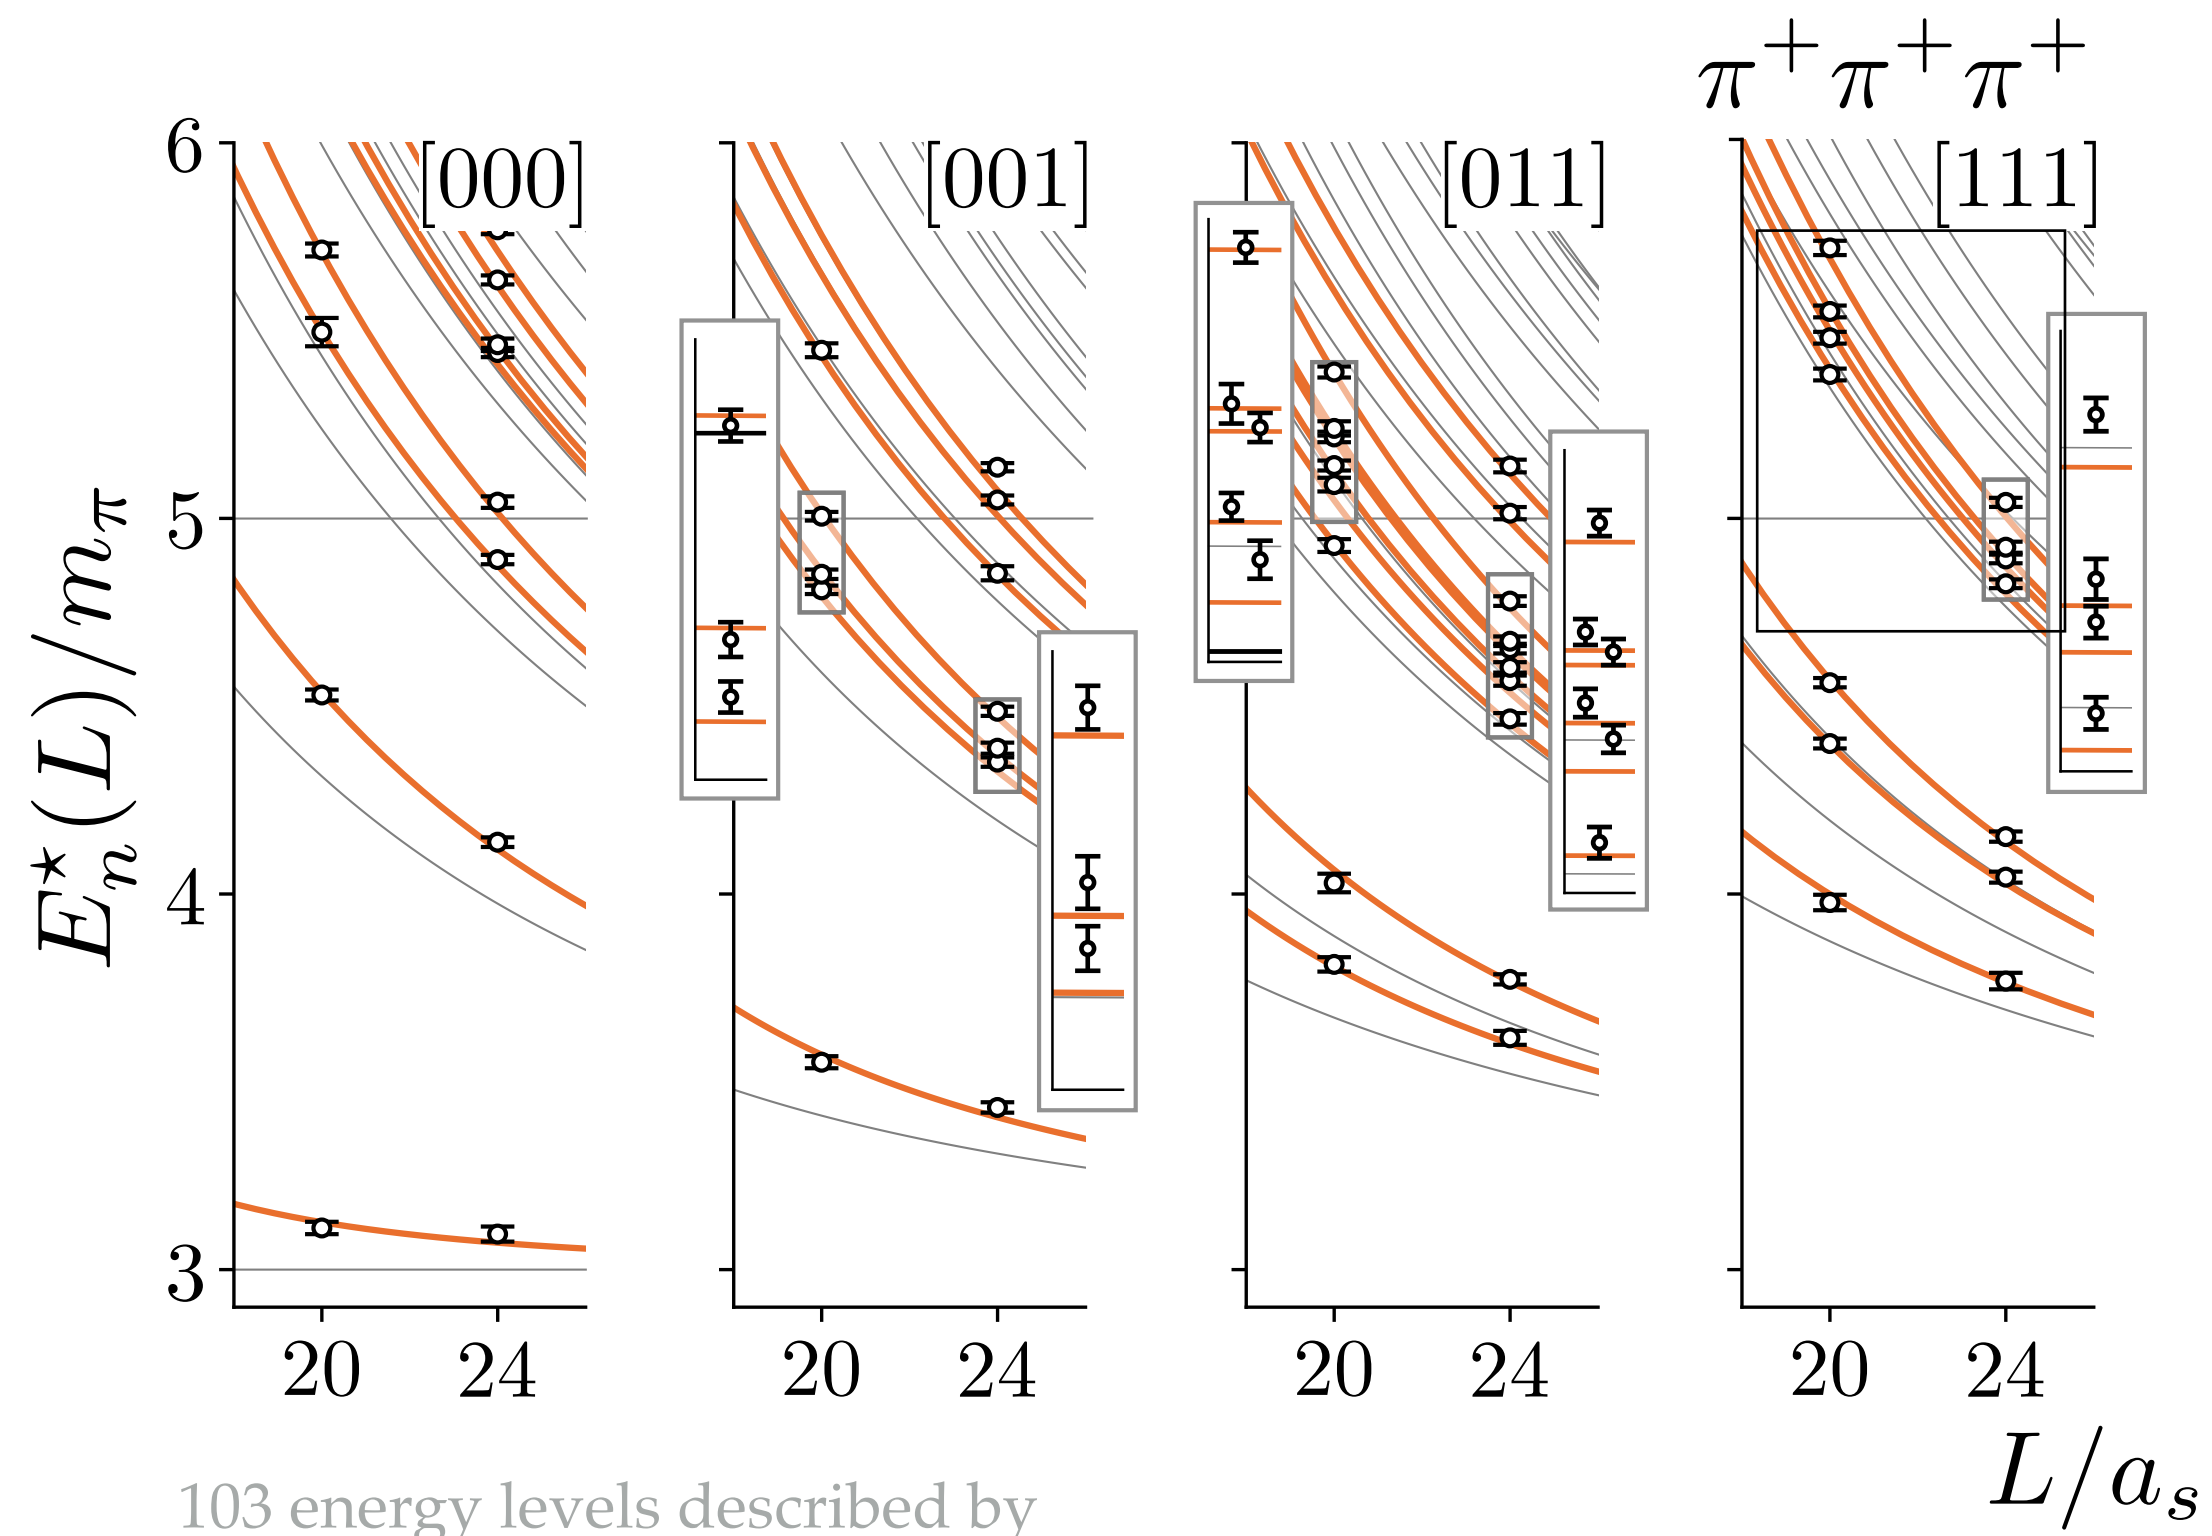 π⁺π⁺π⁺
[000] [001] [011] [111]
6
5
4
3
E*ₙ(L)/m_π
20 24 20 24 20 24 20 24
L/aₛ
103 energy levels described by